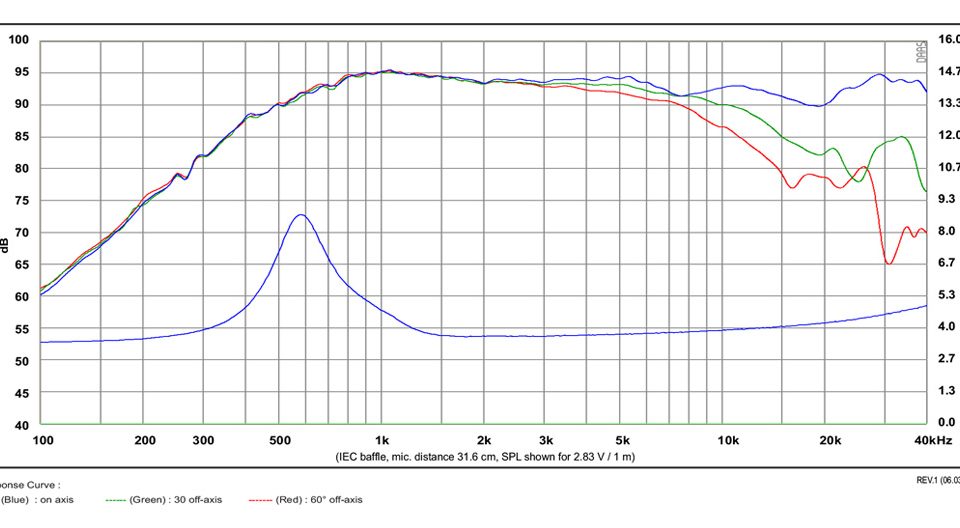 100 16.0
95 14.7
90 13.3
85 12.0
80 10.7
75 9.3
70 8.0
dB
65 6.7
60 5.3
55 4.0
50 2.7
45 1.3
40 0.0
100 200 300 500 1k 2k 3k 5k 10k 20k 40kHz
DAAS
(IEC baffle, mic. distance 31.6 cm, SPL shown for 2.83 V / 1 m)
onse Curve : REV.1 (06.03
(Blue) : on axis (Green) : 30 off-axis (Red) : 60° off-axis